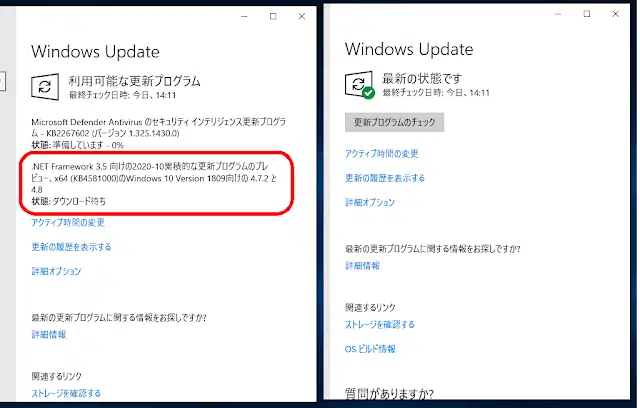 Windows Update
利用可能な更新プログラム
最終チェック日時: 今日、14:11
Microsoft Defender Antivirus のセキュリティ インテリジェンス更新プログラ
ム - KB2267602 (バージョン 1.325.1430.0)
状態: 準備しています - 0%
.NET Framework 3.5 向けの2020-10累積的な更新プログラムのプレ
ビュー、x64 (KB4581000)のWindows 10 Version 1809向けの 4.7.2 と
4.8
状態: ダウンロード待ち
アクティブ時間の変更
更新の履歴を表示する
詳細オプション
最新の更新プログラムに関する情報をお探しですか?
詳細情報
関連するリンク
ストレージを確認する
Windows Update
最新の状態です
最終チェック日時: 今日、14:11
更新プログラムのチェック
アクティブ時間の変更
更新の履歴を表示する
詳細オプション
最新の更新プログラムに関する情報をお探しですか?
詳細情報
関連するリンク
ストレージを確認する
OS ビルド情報
質問がありますか?